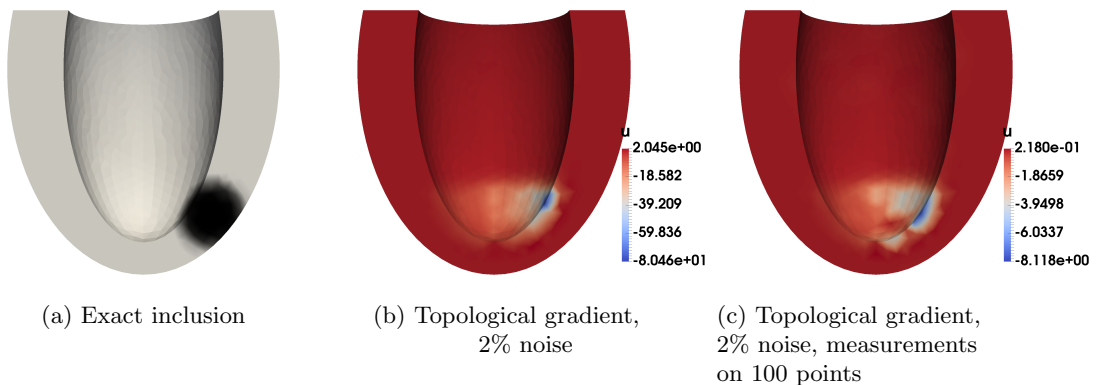 u
2.045e+00
-18.582
-39.209
-59.836
-8.046e+01
u
2.180e-01
-1.8659
-3.9498
-6.0337
-8.118e+00
(a) Exact inclusion
(b) Topological gradient,
2% noise
(c) Topological gradient,
2% noise, measurements
on 100 points